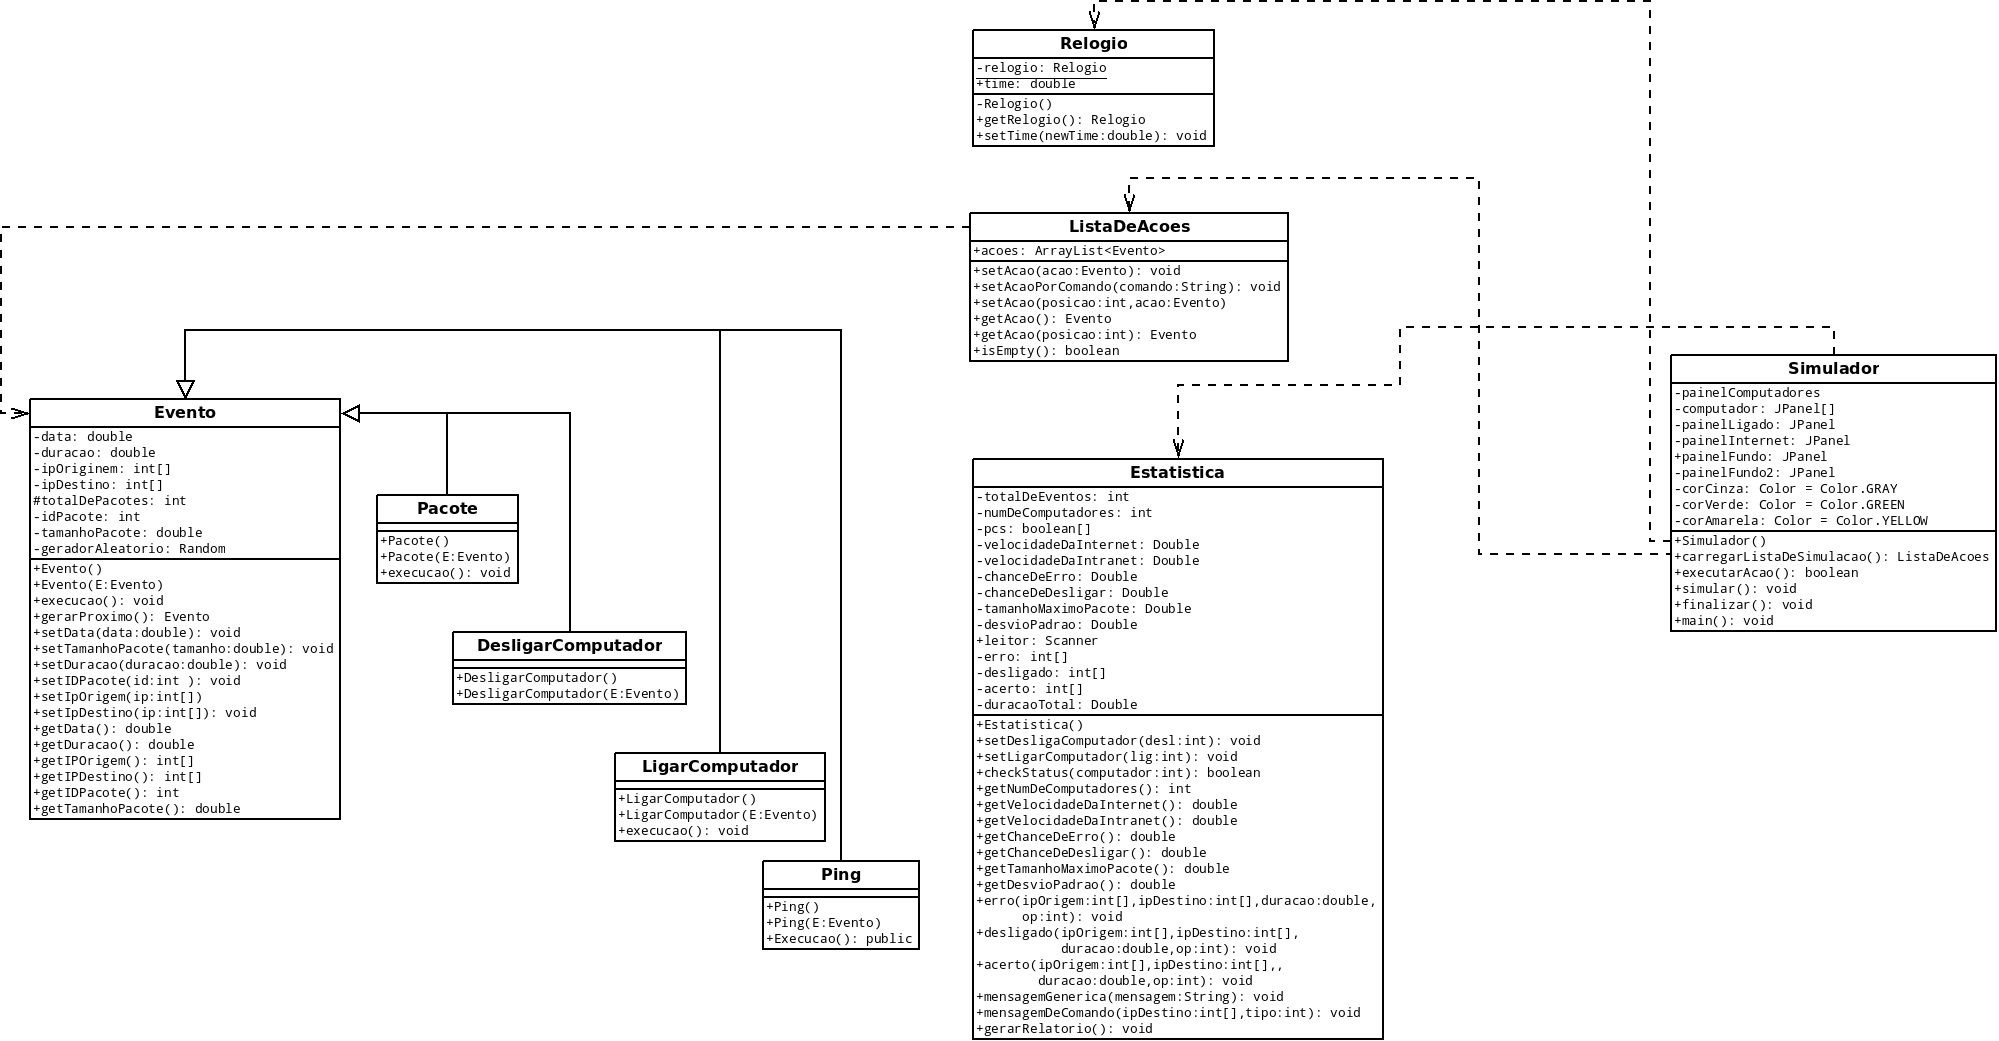 Relogio
-relogio: Relogio
+time: double
-Relogio()
+getRelogio(): Relogio
+setTime(newTime:double): void
ListaDeAcoes
+acoes: ArrayList<Evento>
+setAcao(acao:Evento): void
+setAcaoPorComando(comando:String): void
+setAcao(posicao:int,acao:Evento)
+getAcao(): Evento
+getAcao(posicao:int): Evento
+isEmpty(): boolean
Simulador
-painelComputadores
-computador: JPanel[]
-painelLigado: JPanel
-painelInternet: JPanel
+painelFundo: JPanel
-painelFundo2: JPanel
-corCinza: Color = Color.GRAY
-corVerde: Color = Color.GREEN
-corAmarela: Color = Color.YELLOW
+Simulador()
+carregarListaDeSimulacao(): ListaDeAcoes
+executarAcao(): boolean
+simular(): void
+finalizar(): void
+main(): void
Evento
-data: double
-duracao: double
-ipOriginem: int[]
-ipDestino: int[]
#totalDePacotes: int
-idPacote: int
-tamanhoPacote: double
-geradorAleatorio: Random
+Evento()
+Evento(E:Evento)
+execucao(): void
+gerarProximo(): Evento
+setData(data:double): void
+setTamanhoPacote(tamanho:double): void
+setDuracao(duracao:double): void
+setIDPacote(id:int ): void
+setIpOrigem(ip:int[])
+setIpDestino(ip:int[]): void
+getData(): double
+getDuracao(): double
+getIPOrigem(): int[]
+getIPDestino(): int[]
+getIDPacote(): int
+getTamanhoPacote(): double
Pacote
+Pacote()
+Pacote(E:Evento)
+execucao(): void
DesligarComputador
+DesligarComputador()
+DesligarComputador(E:Evento)
LigarComputador
+LigarComputador()
+LigarComputador(E:Evento)
+execucao(): void
Ping
+Ping()
+Ping(E:Evento)
+Execucao(): public
Estatistica
-totalDeEventos: int
-numDeComputadores: int
-pcs: boolean[]
-velocidadeDaInternet: Double
-velocidadeDaIntranet: Double
-chanceDeErro: Double
-chanceDeDesligar: Double
-tamanhoMaximoPacote: Double
-desvioPadrao: Double
+leitor: Scanner
-erro: int[]
-desligado: int[]
-acerto: int[]
-duracaoTotal: Double
+Estatistica()
+setDesligaComputador(desl:int): void
+setLigarComputador(lig:int): void
+checkStatus(computador:int): boolean
+getNumDeComputadores(): int
+getVelocidadeDaInternet(): double
+getVelocidadeDaIntranet(): double
+getChanceDeErro(): double
+getChanceDeDesligar(): double
+getTamanhoMaximoPacote(): double
+getDesvioPadrao(): double
+erro(ipOrigem:int[],ipDestino:int[],duracao:double,
op:int): void
+desligado(ipOrigem:int[],ipDestino:int[],
duracao:double,op:int): void
+acerto(ipOrigem:int[],ipDestino:int[],,
duracao:double,op:int): void
+mensagemGenerica(mensagem:String): void
+mensagemDeComando(ipDestino:int[],tipo:int): void
+gerarRelatorio(): void